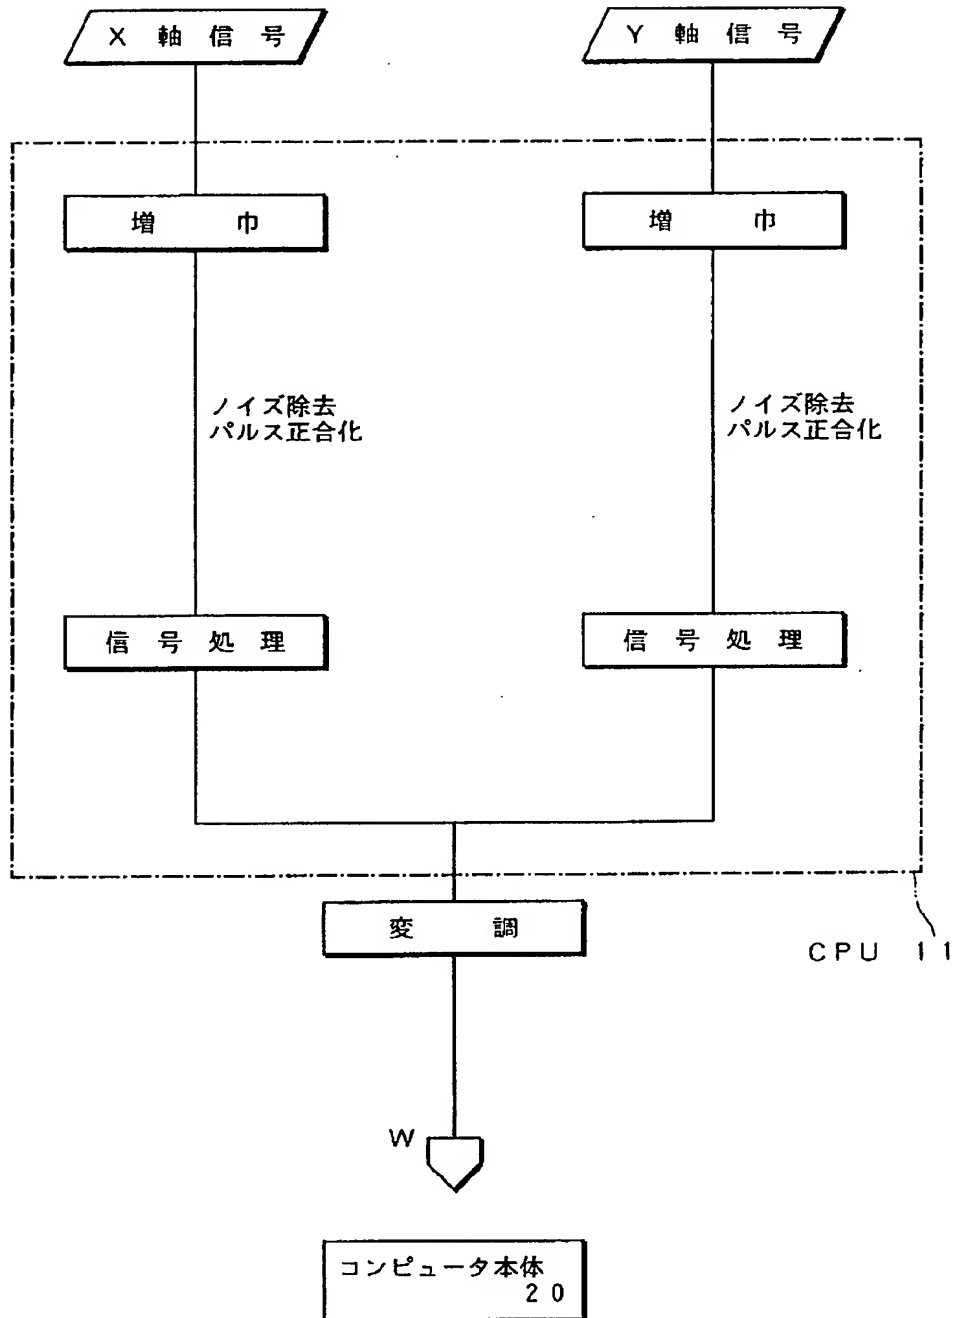 X 軸 信 号
Y 軸 信 号
増 巾
増 巾
ノイズ除去
パルス正合化
ノイズ除去
パルス正合化
信 号 処 理
信 号 処 理
変 調
CPU 11
W
コンピュータ本体
20